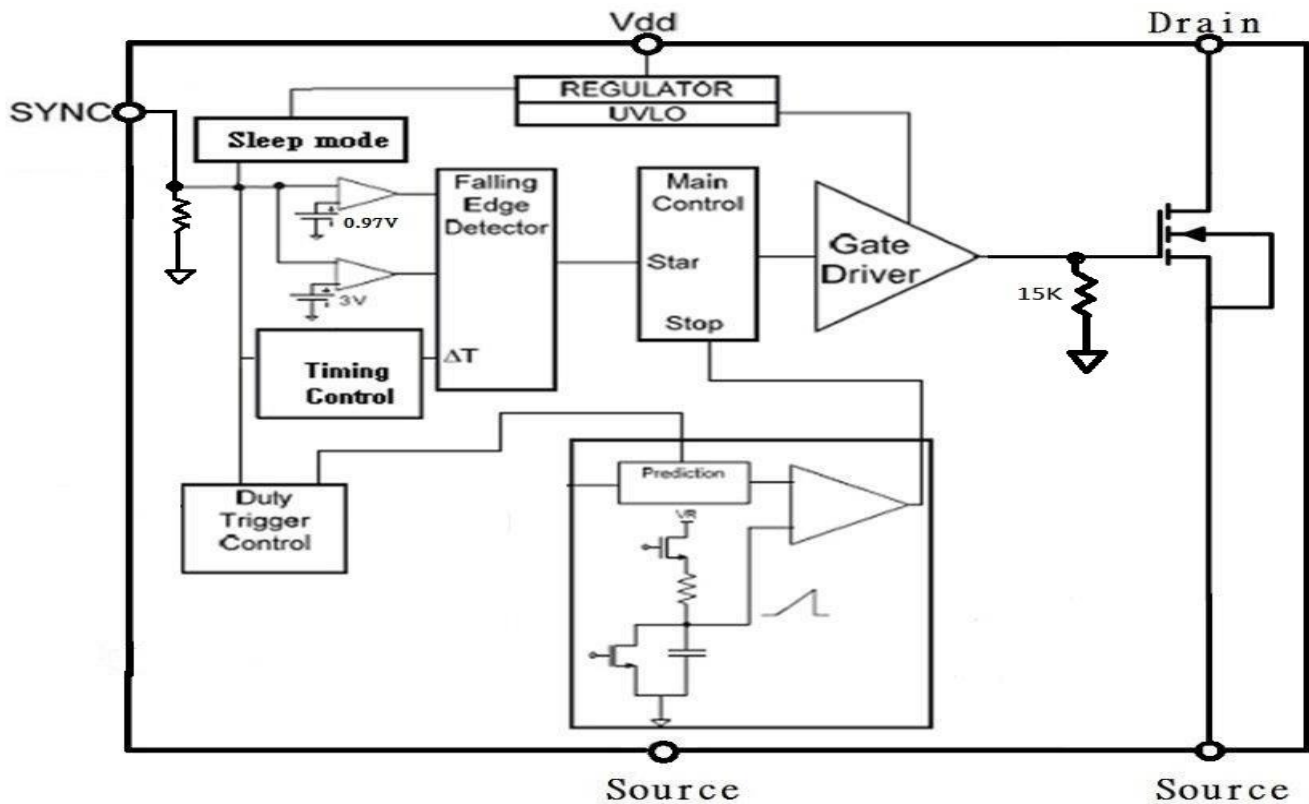 Vdd
Drain
SYNC
REGULATOR
UVLO
Sleep mode
0.97V
3V
Falling
Edge
Detector
ΔT
Main
Control
Star
Stop
Gate
Driver
15K
Timing
Control
Duty
Trigger
Control
Prediction
VR
Source
Source